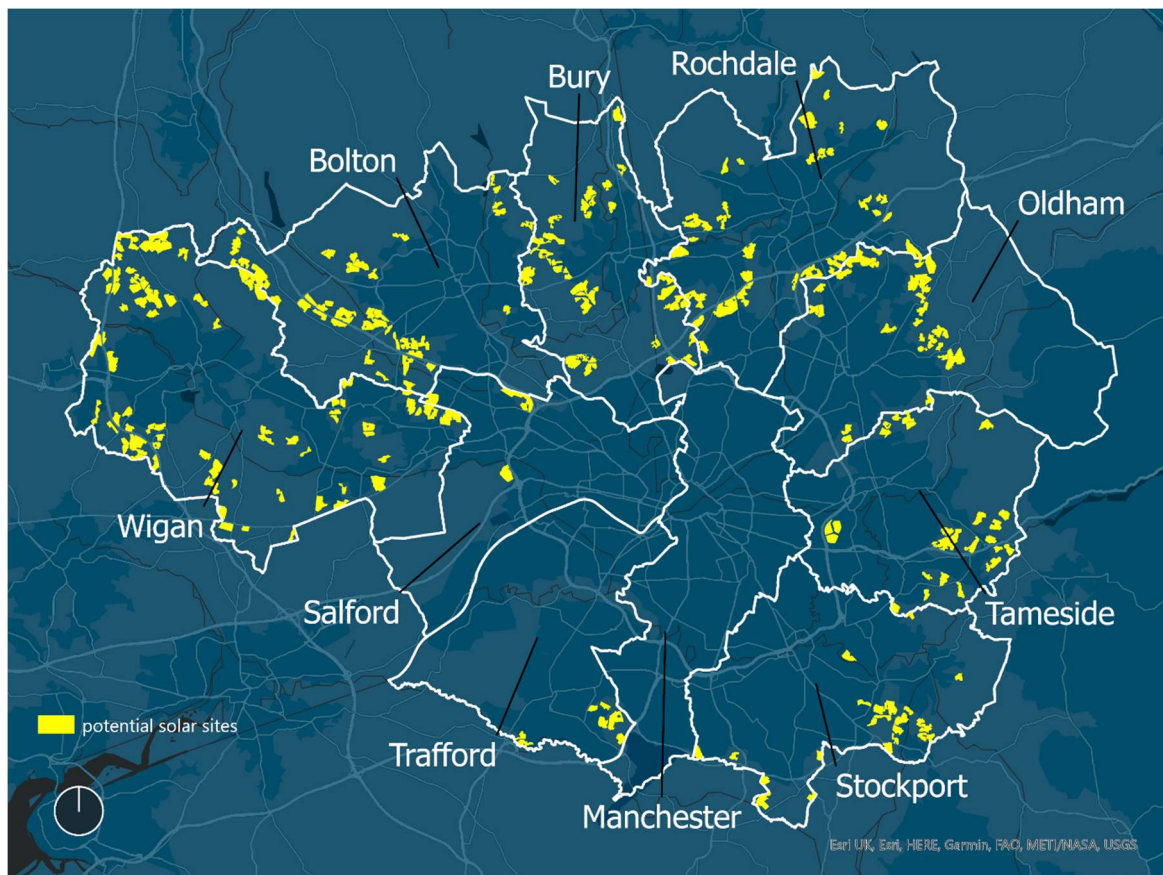 Rochdale
Bury
Bolton
Oldham
Wigan
Salford
Tameside
potential solar sites
Trafford
Stockport
Manchester
Esri UK, Esri, HERE, Garmin, FAO, METI/NASA, USGS